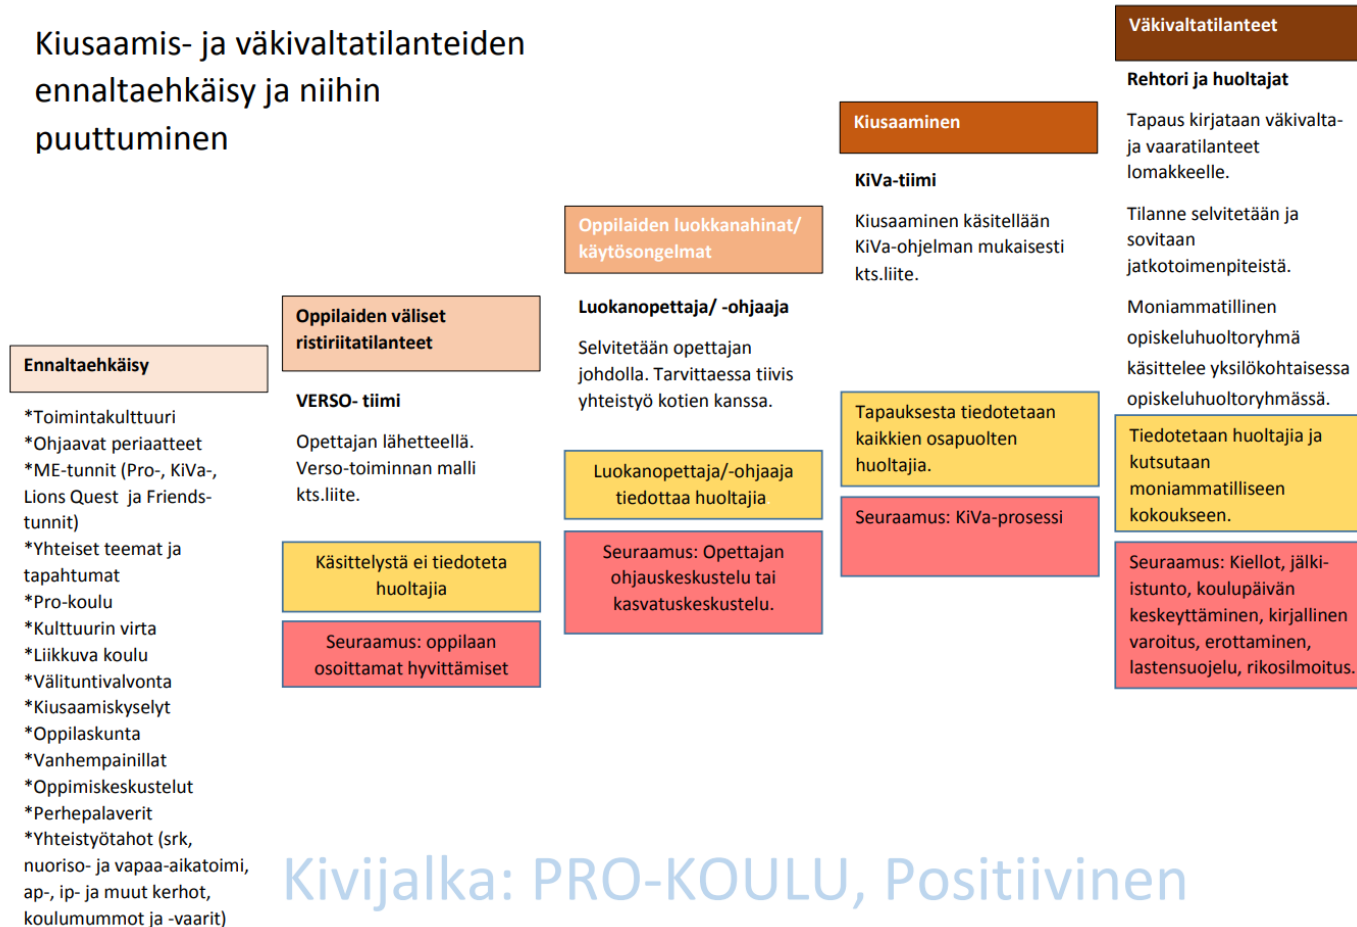 Kiusaamis- ja väkivaltatilanteiden
ennaltaehkäisy ja niihin
puuttuminen
Ennaltaehkäisy
*Toimintakulttuuri
*Ohjaavat periaatteet
*ME-tunnit (Pro-, KiVa-,
Lions Quest ja Friends-
tunnit)
*Yhteiset teemat ja
tapahtumat
*Pro-koulu
*Kulttuurin virta
*Liikkuva koulu
*Välituntivalvonta
*Kiusaamiskyselyt
*Oppilaskunta
*Vanhempainillat
*Oppimiskeskustelut
*Perhepalaverit
*Yhteistyötahot (srk,
nuoriso- ja vapaa-aikatoimi,
ap-, ip- ja muut kerhot,
koulumummot ja -vaarit)
Oppilaiden väliset
ristiriitatilanteet
VERSO- tiimi
Opettajan lähetteellä.
Verso-toiminnan malli
kts.liite.
Käsittelystä ei tiedoteta
huoltajia
Seuraamus: oppilaan
osoittamat hyvittämiset
Oppilaiden luokkanahinat/
käytösongelmat
Luokanopettaja/ -ohjaaja
Selvitetään opettajan
johdolla. Tarvittaessa tiivis
yhteistyö kotien kanssa.
Luokanopettaja/-ohjaaja
tiedottaa huoltajia
Seuraamus: Opettajan
ohjauskeskustelu tai
kasvatuskeskustelu.
Kiusaaminen
KiVa-tiimi
Kiusaaminen käsitellään
KiVa-ohjelman mukaisesti
kts.liite.
Tapauksesta tiedotetaan
kaikkien osapuolten
huoltajia.
Seuraamus: KiVa-prosessi
Väkivaltatilanteet
Rehtori ja huoltajat
Tapaus kirjataan väkivalta-
ja vaaratilanteet
lomakkeelle.
Tilanne selvitetään ja
sovitaan
jatkotoimenpiteistä.
Moniammatillinen
opiskeluhuoltoryhmä
käsittelee yksilökohtaisessa
opiskeluhuoltoryhmässä.
Tiedotetaan huoltajia ja
kutsutaan
moniammatilliseen
kokoukseen.
Seuraamus: Kiellot, jälki-
istunto, koulupäivän
keskeyttäminen, kirjallinen
varoitus, erottaminen,
lastensuojelu, rikosilmoitus.
Kivijalka: PRO-KOULU, Positiivinen